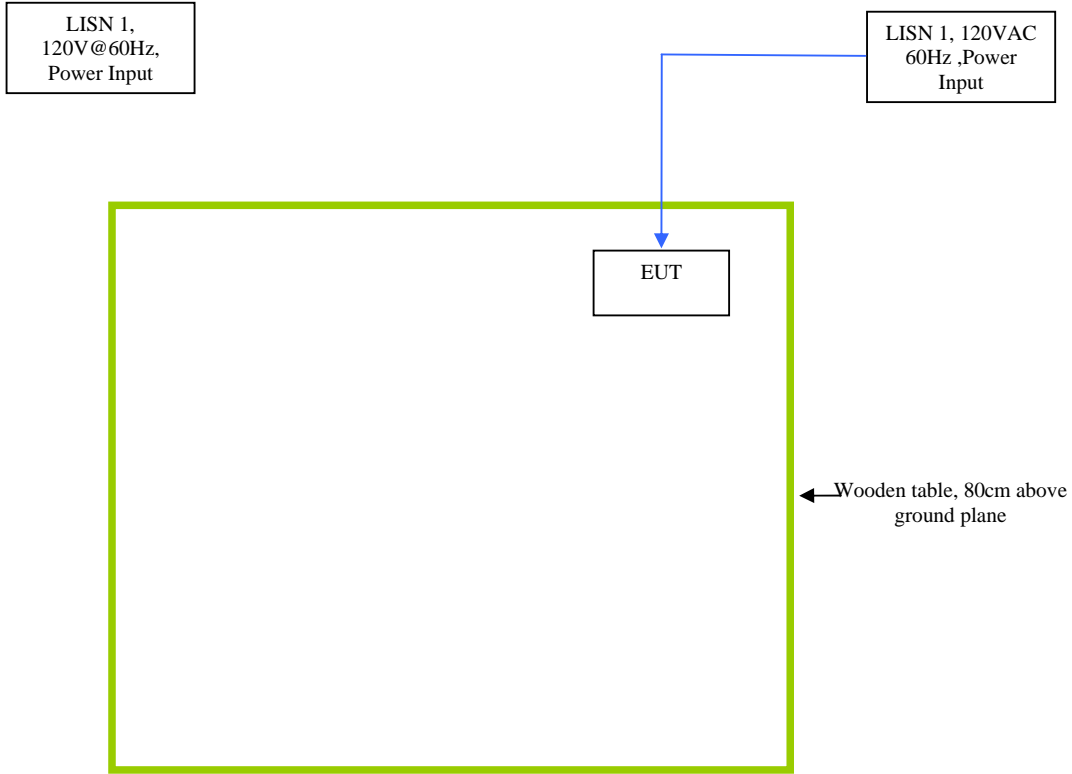 LISN 1,
120V@60Hz,
Power Input
LISN 1, 120VAC
60Hz ,Power
Input
EUT
Wooden table, 80cm above
ground plane